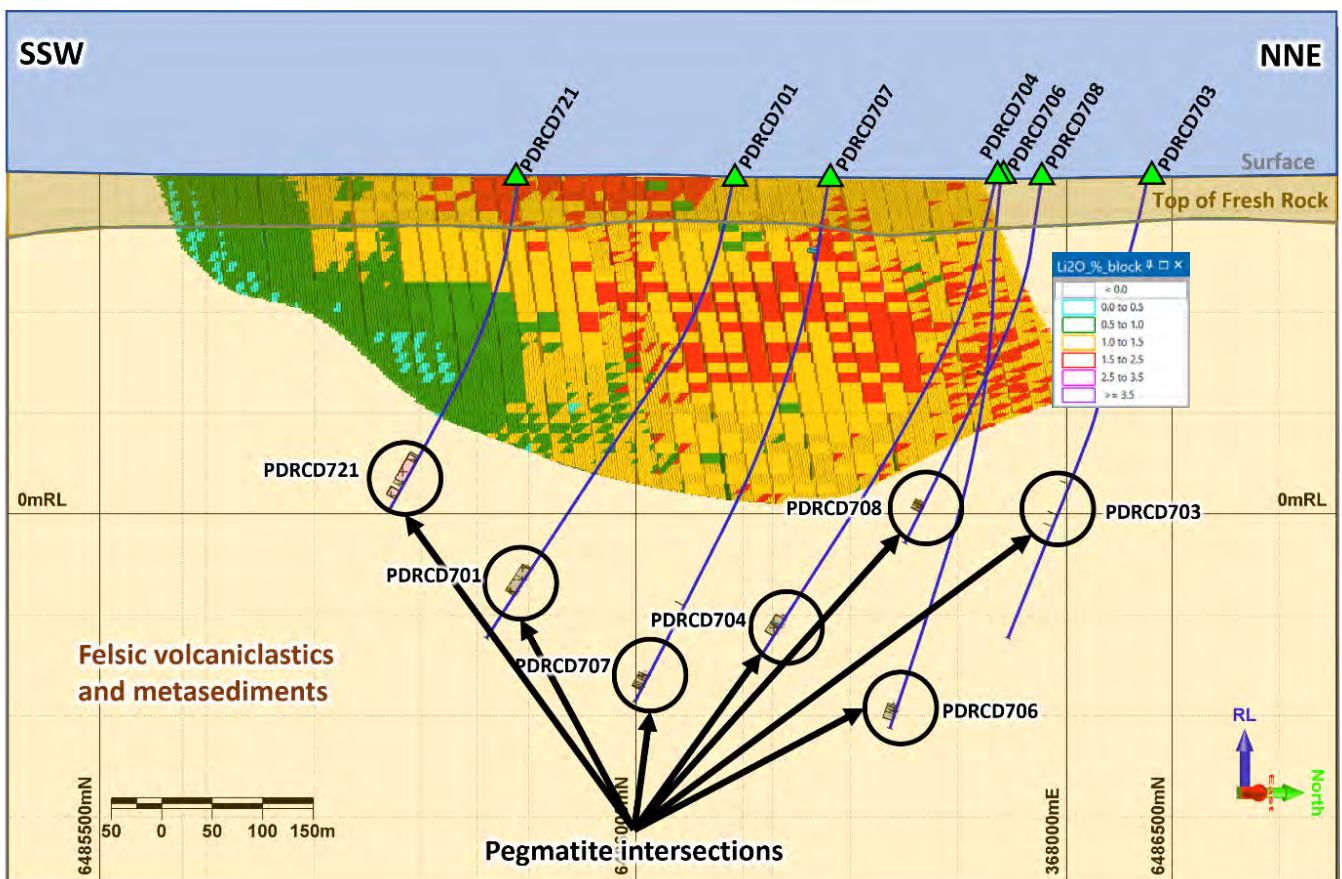 SSW
NNE
PDRCD721
PDRCD701
PDRCD707
PDRCD704
PDRCD706
PDRCD708
PDRCD703
Surface
Top of Fresh Rock
Li2O_%_block
< 0.0
0.0 to 0.5
0.5 to 1.0
1.0 to 1.5
1.5 to 2.5
2.5 to 3.5
>= 3.5
PDRCD721
0mRL
0mRL
PDRCD708
PDRCD703
PDRCD701
PDRCD704
PDRCD707
PDRCD706
Felsic volcaniclastics
and metasediments
RL
East
North
50 0 50 100 150m
6485500mN
368000mE
6486500mN
Pegmatite intersections